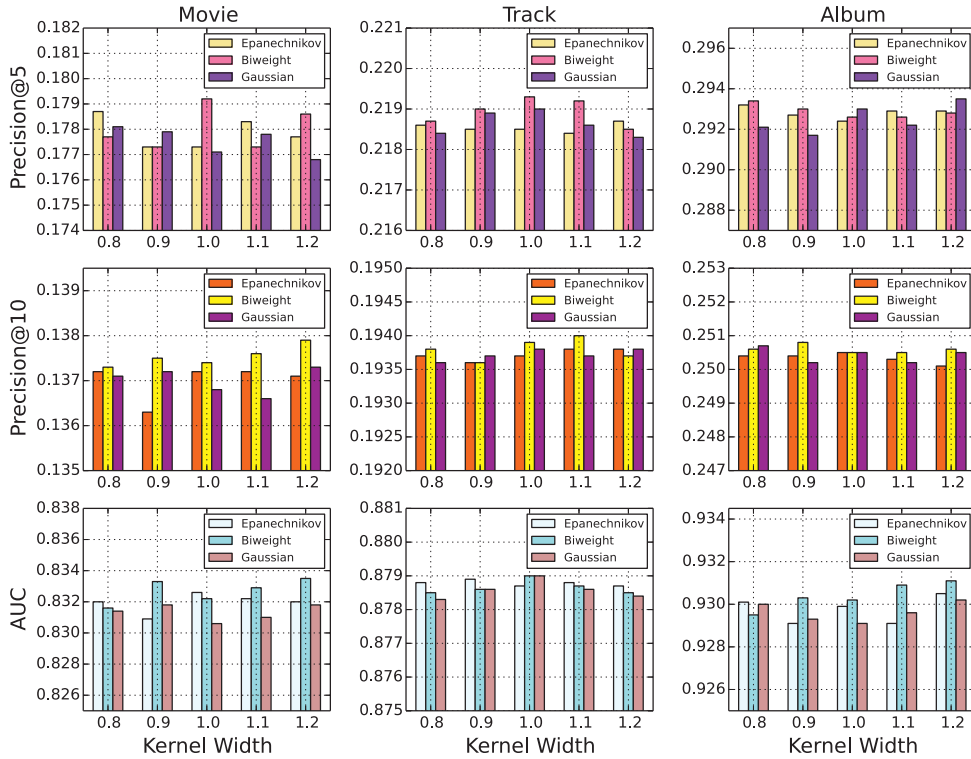 Movie
Track
Album
Precision@5
0.182
0.181
0.180
0.179
0.178
0.177
0.176
0.175
0.174
Epanechnikov
Biweight
Gaussian
0.8 0.9 1.0 1.1 1.2
0.221
0.220
0.219
0.218
0.217
0.216
Epanechnikov
Biweight
Gaussian
0.8 0.9 1.0 1.1 1.2
0.296
0.294
0.292
0.290
0.288
Epanechnikov
Biweight
Gaussian
0.8 0.9 1.0 1.1 1.2
Precision@10
0.139
0.138
0.137
0.136
0.135
Epanechnikov
Biweight
Gaussian
0.8 0.9 1.0 1.1 1.2
0.1950
0.1945
0.1940
0.1935
0.1930
0.1925
0.1920
Epanechnikov
Biweight
Gaussian
0.8 0.9 1.0 1.1 1.2
0.253
0.252
0.251
0.250
0.249
0.248
0.247
Epanechnikov
Biweight
Gaussian
0.8 0.9 1.0 1.1 1.2
AUC
0.838
0.836
0.834
0.832
0.830
0.828
0.826
Epanechnikov
Biweight
Gaussian
0.8 0.9 1.0 1.1 1.2
Kernel Width
0.881
0.880
0.879
0.878
0.877
0.876
0.875
Epanechnikov
Biweight
Gaussian
0.8 0.9 1.0 1.1 1.2
Kernel Width
0.934
0.932
0.930
0.928
0.926
Epanechnikov
Biweight
Gaussian
0.8 0.9 1.0 1.1 1.2
Kernel Width